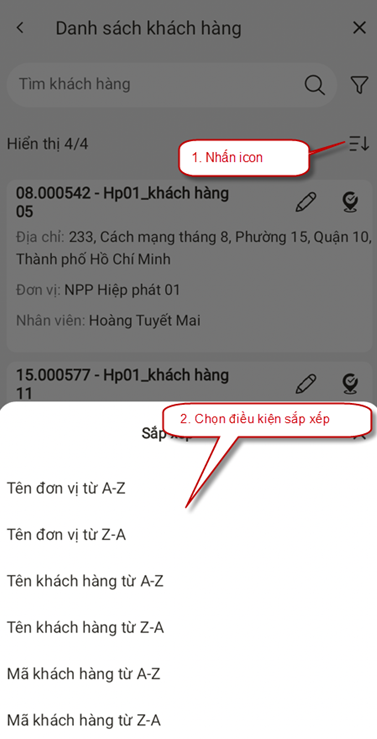 Danh sách khách hàng
Tìm khách hàng
Hiển thị 4/4
1. Nhấn icon
08.000542 - Hp01_khách hàng
05
Địa chỉ: 233, Cách mạng tháng 8, Phường 15, Quận 10,
Thành phố Hồ Chí Minh
Đơn vị: NPP Hiệp phát 01
Nhân viên: Hoàng Tuyết Mai
15.000577 - Hp01_khách hàng
11
2. Chọn điều kiện sắp xếp
Sắp xếp
Tên đơn vị từ A-Z
Tên đơn vị từ Z-A
Tên khách hàng từ A-Z
Tên khách hàng từ Z-A
Mã khách hàng từ A-Z
Mã khách hàng từ Z-A